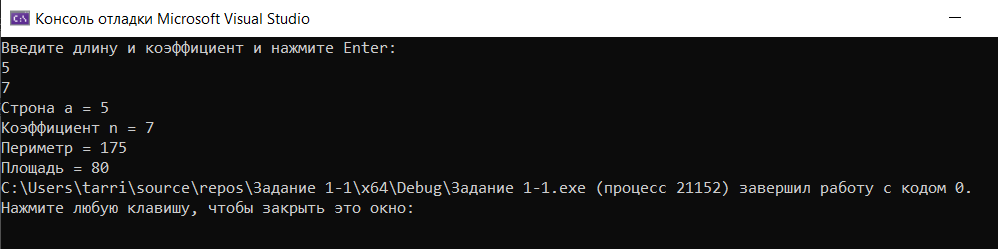 Консоль отладки Microsoft Visual Studio
Введите длину и коэффициент и нажмите Enter:
5
7
Строна a = 5
Коэффициент n = 7
Периметр = 175
Площадь = 80
C:\Users\tarri\source\repos\Задание 1-1\x64\Debug\Задание 1-1.exe (процесс 21152) завершил работу с кодом 0.
Нажмите любую клавишу, чтобы закрыть это окно: